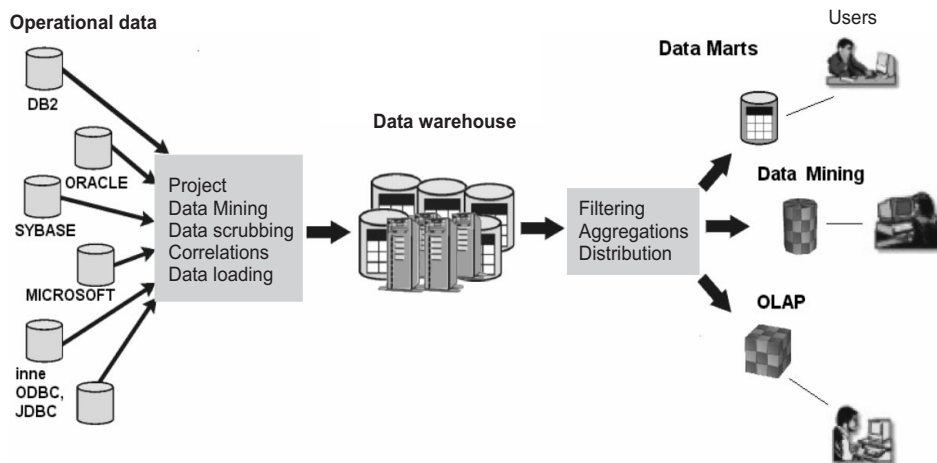 Operational data
DB2
ORACLE
SYBASE
MICROSOFT
inne
ODBC,
JDBC
Project
Data Mining
Data scrubbing
Correlations
Data loading
Data warehouse
Filtering
Aggregations
Distribution
Users
Data Marts
Data Mining
OLAP